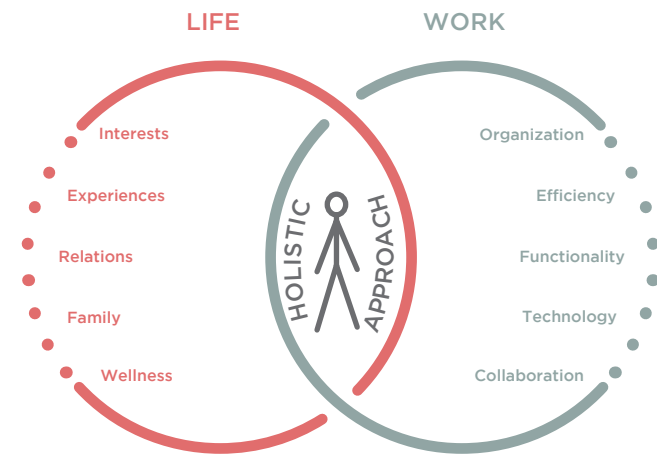 LIFE
WORK
Interests
Experiences
Relations
Family
Wellness
HOLISTIC
APPROACH
Organization
Efficiency
Functionality
Technology
Collaboration